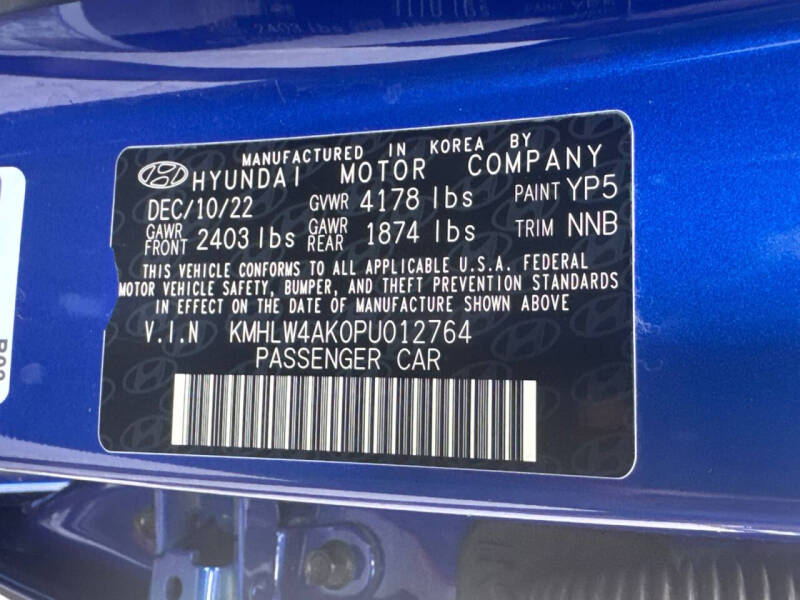 MANUFACTURED IN KOREA BY
HYUNDAI MOTOR COMPANY
DEC/10/22 GVWR 4178 lbs PAINT YP5
GAWR FRONT 2403 lbs GAWR REAR 1874 lbs TRIM NNB
THIS VEHICLE CONFORMS TO ALL APPLICABLE U.S.A. FEDERAL
MOTOR VEHICLE SAFETY, BUMPER, AND THEFT PREVENTION STANDARDS
IN EFFECT ON THE DATE OF MANUFACTURE SHOWN ABOVE
V.I.N KMHLW4AK0PU012764
PASSENGER CAR